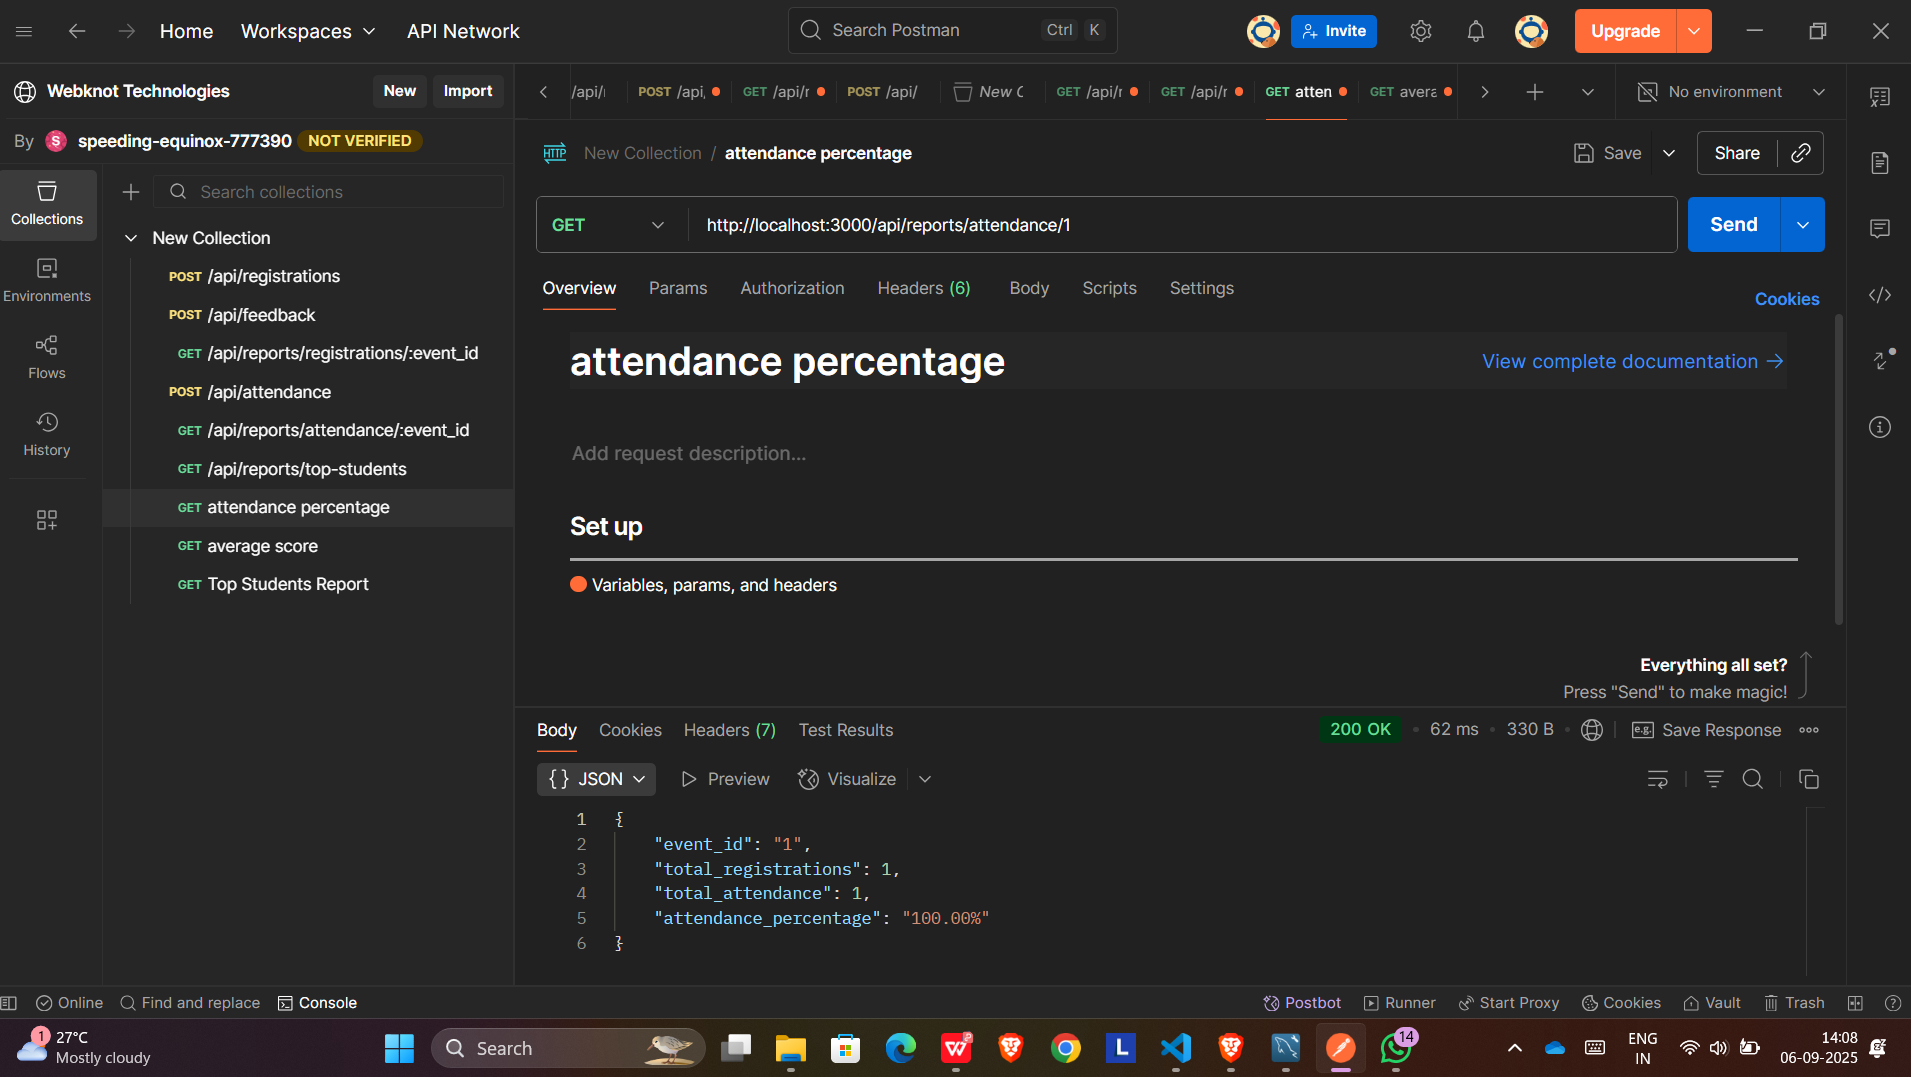 Home Workspaces API Network Search Postman Ctrl K Invite Upgrade
Webknot Technologies New Import
By S speeding-equinox-777390 NOT VERIFIED
POST /api, GET /api/r POST /api/ New C GET /api/r GET /api/r GET atten GET avera No environment
HTTP New Collection / attendance percentage Save Share
Collections
Environments
Flows
History
Search collections
New Collection
POST /api/registrations
POST /api/feedback
GET /api/reports/registrations/:event_id
POST /api/attendance
GET /api/reports/attendance/:event_id
GET /api/reports/top-students
GET attendance percentage
GET average score
GET Top Students Report
GET http://localhost:3000/api/reports/attendance/1 Send
Overview Params Authorization Headers (6) Body Scripts Settings Cookies
attendance percentage View complete documentation →
Add request description...
Set up
Variables, params, and headers
Everything all set?
Press "Send" to make magic!
Body Cookies Headers (7) Test Results 200 OK 62 ms 330 B e.g. Save Response
{} JSON Preview Visualize
1 {
2 "event_id": "1",
3 "total_registrations": 1,
4 "total_attendance": 1,
5 "attendance_percentage": "100.00%"
6 }
Online Find and replace Console Postbot Runner Start Proxy Cookies Vault Trash
1 27°C
Mostly cloudy
Search
L
14
ENG
IN
14:08
06-09-2025